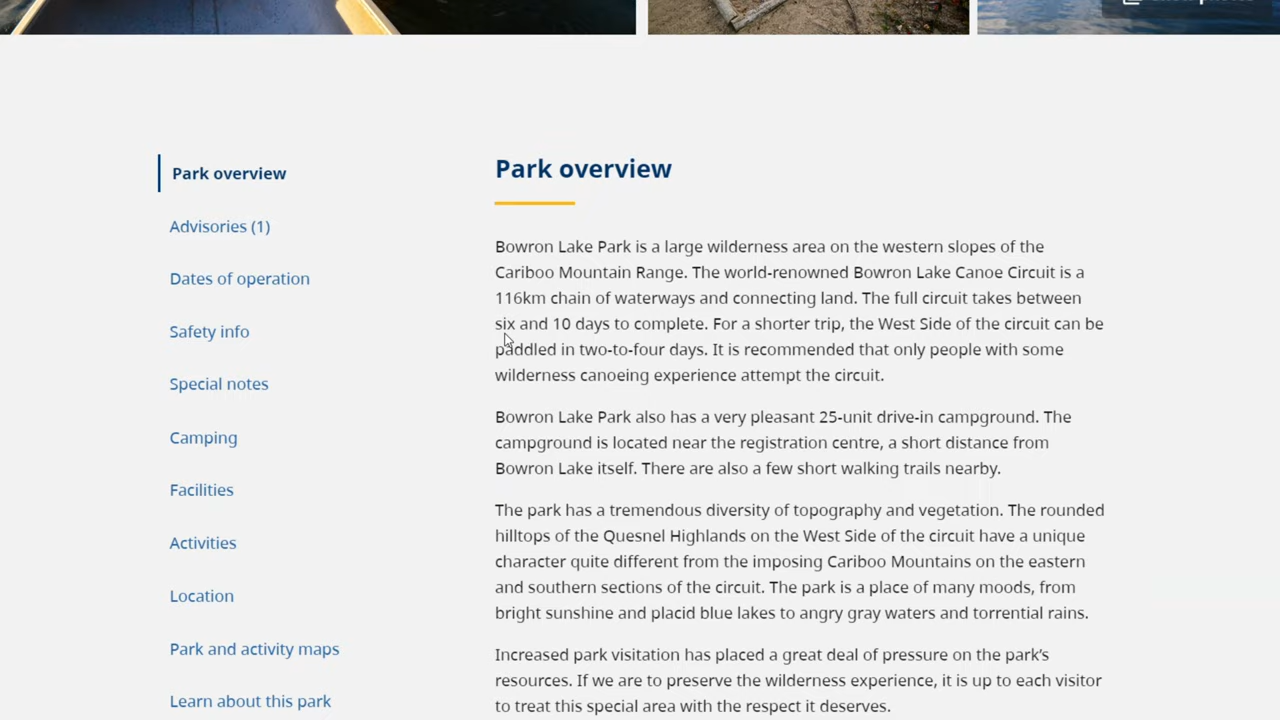 Park overview
Advisories (1)
Dates of operation
Safety info
Special notes
Camping
Facilities
Activities
Location
Park and activity maps
Learn about this park
Park overview
Bowron Lake Park is a large wilderness area on the western slopes of the
Cariboo Mountain Range. The world-renowned Bowron Lake Canoe Circuit is a
116km chain of waterways and connecting land. The full circuit takes between
six and 10 days to complete. For a shorter trip, the West Side of the circuit can be
paddled in two-to-four days. It is recommended that only people with some
wilderness canoeing experience attempt the circuit.
Bowron Lake Park also has a very pleasant 25-unit drive-in campground. The
campground is located near the registration centre, a short distance from
Bowron Lake itself. There are also a few short walking trails nearby.
The park has a tremendous diversity of topography and vegetation. The rounded
hilltops of the Quesnel Highlands on the West Side of the circuit have a unique
character quite different from the imposing Cariboo Mountains on the eastern
and southern sections of the circuit. The park is a place of many moods, from
bright sunshine and placid blue lakes to angry gray waters and torrential rains.
Increased park visitation has placed a great deal of pressure on the park's
resources. If we are to preserve the wilderness experience, it is up to each visitor
to treat this special area with the respect it deserves.